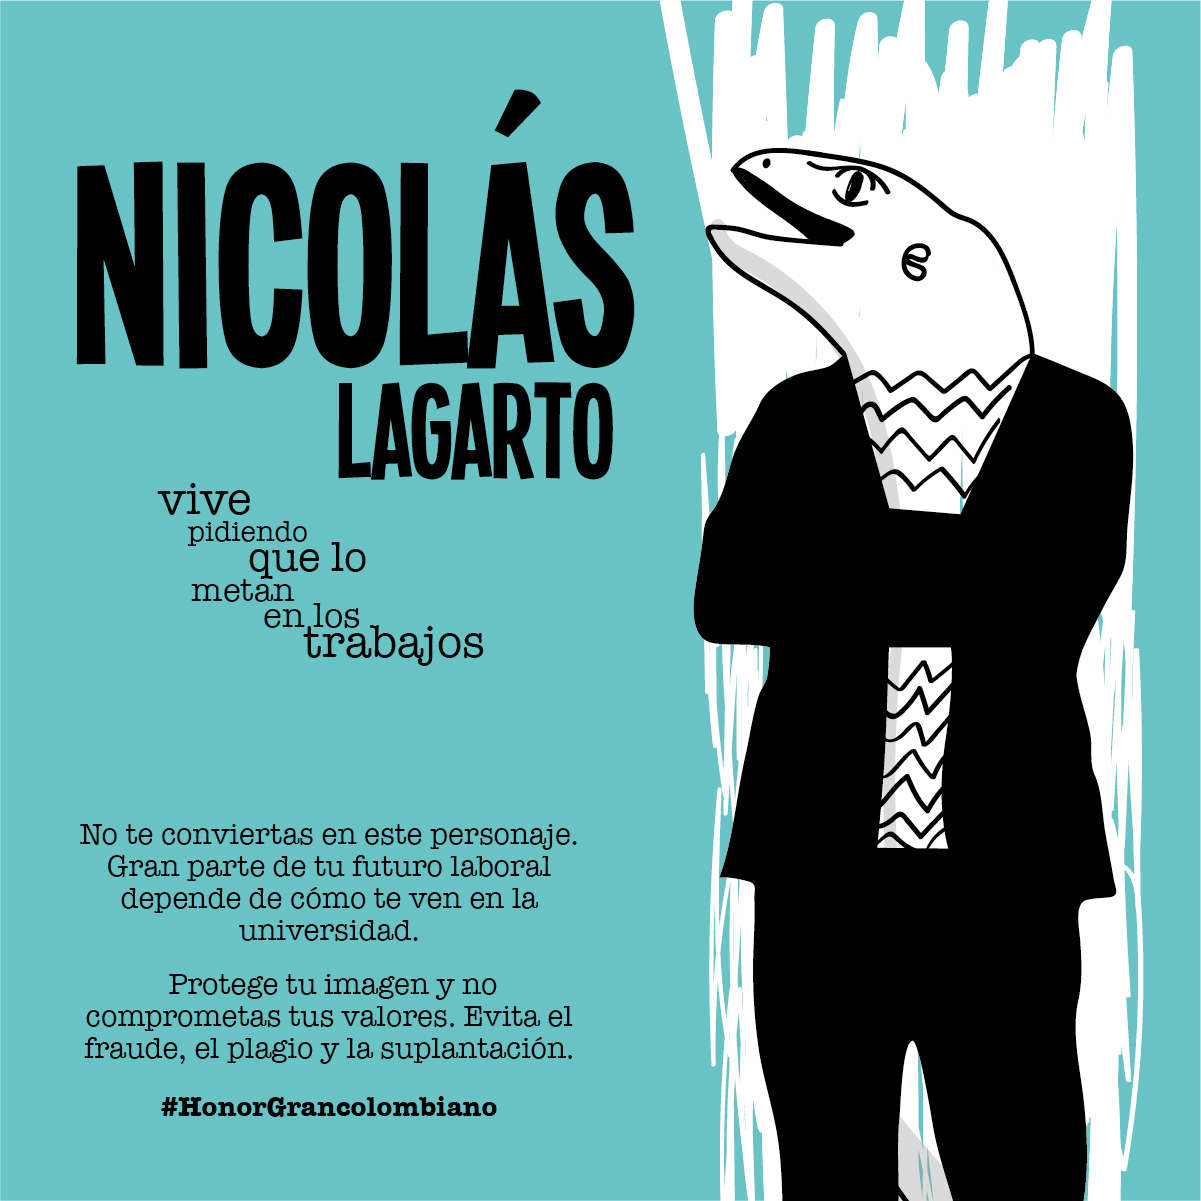 NICOLÁS
LAGARTO
vive
pidiendo
que lo
metan
en los
trabajos
No te conviertas en este personaje.
Gran parte de tu futuro laboral
depende de cómo te ven en la
universidad.
Protege tu imagen y no
comprometas tus valores. Evita el
fraude, el plagio y la suplantación.
#HonorGrancolombiano